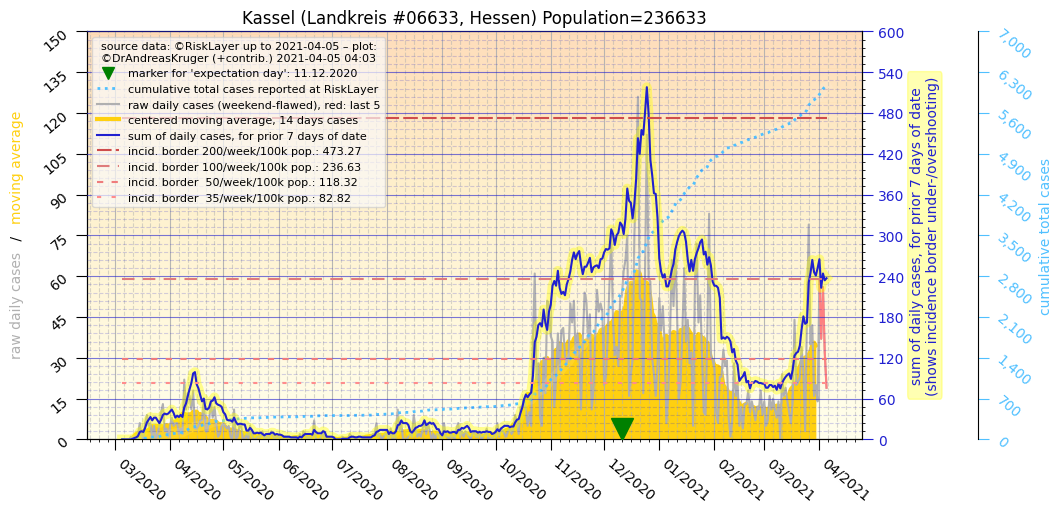 Kassel (Landkreis #06633, Hessen) Population=236633
source data: ©RiskLayer up to 2021-04-05 – plot:
©DrAndreasKruger (+contrib.) 2021-04-05 04:03
marker for 'expectation day': 11.12.2020
cumulative total cases reported at RiskLayer
raw daily cases (weekend-flawed), red: last 5
centered moving average, 14 days cases
sum of daily cases, for prior 7 days of date
incid. border 200/week/100k pop.: 473.27
incid. border 100/week/100k pop.: 236.63
incid. border  50/week/100k pop.: 118.32
incid. border  35/week/100k pop.: 82.82
raw daily cases  /  moving average
150
135
120
105
90
75
60
45
30
15
0
03/2020
04/2020
05/2020
06/2020
07/2020
08/2020
09/2020
10/2020
11/2020
12/2020
01/2021
02/2021
03/2021
04/2021
600
540
480
420
360
300
240
180
120
60
0
sum of daily cases, for prior 7 days of date
(shows incidence border under-/overshooting)
7,000
6,300
5,600
4,900
4,200
3,500
2,800
2,100
1,400
700
0
cumulative total cases